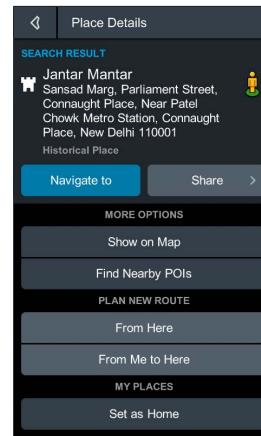 Place Details
SEARCH RESULT
Jantar Mantar
Sansad Marg, Parliament Street,
Connaught Place, Near Patel
Chowk Metro Station, Connaught
Place, New Delhi 110001
Historical Place
Navigate to
Share
MORE OPTIONS
Show on Map
Find Nearby POIs
PLAN NEW ROUTE
From Here
From Me to Here
MY PLACES
Set as Home